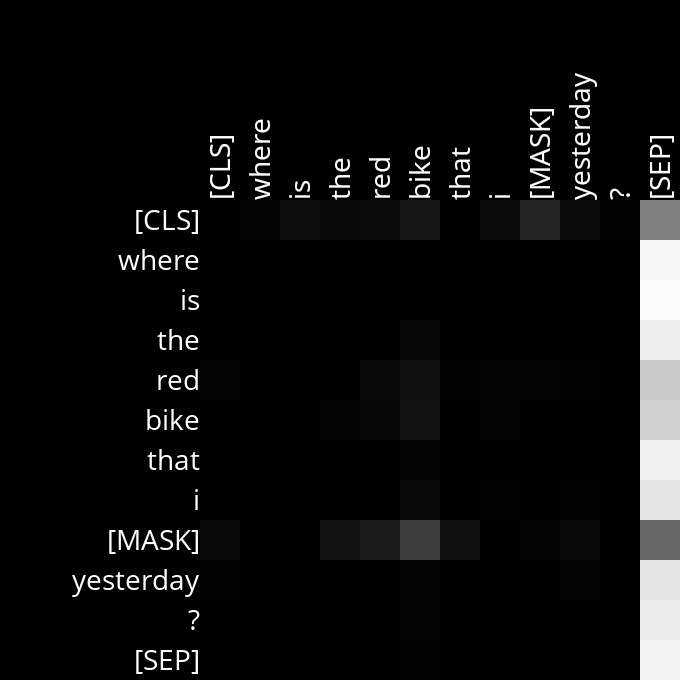 [CLS]
where
is
the
red
bike
that
i
[MASK]
yesterday
?
[SEP]
[CLS]
where
is
the
red
bike
that
i
[MASK]
yesterday
?
[SEP]